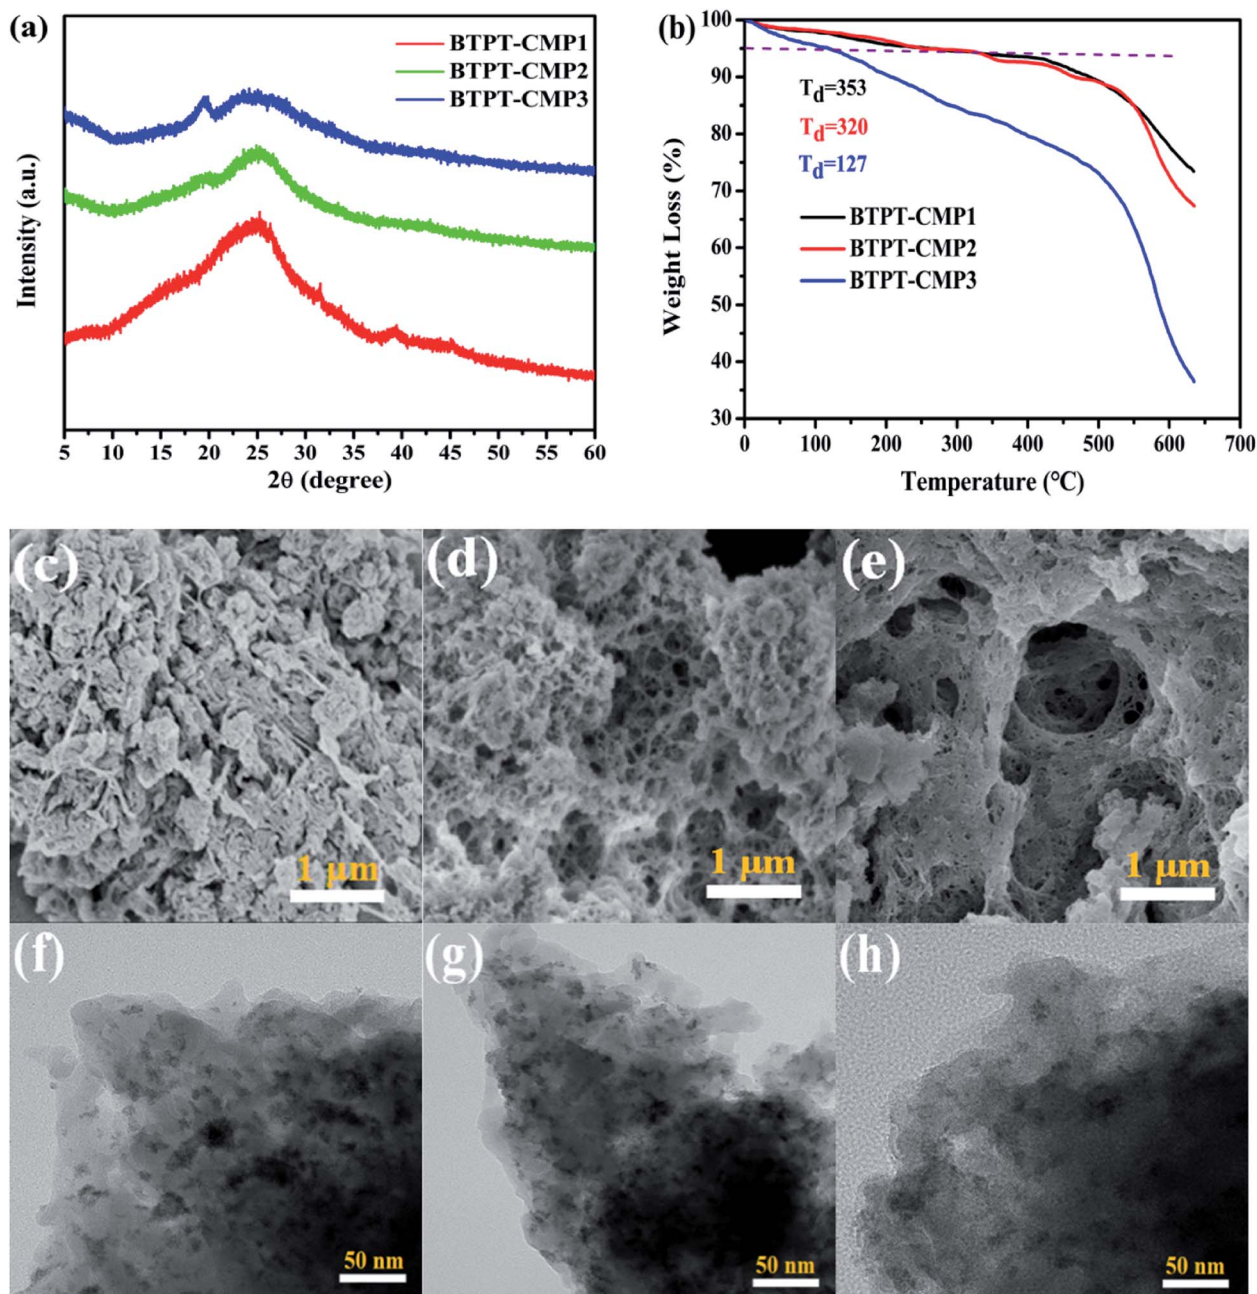 (a)
BTPT-CMP1
BTPT-CMP2
BTPT-CMP3
Intensity (a.u.)
5 10 15 20 25 30 35 40 45 50 55 60
2θ (degree)
(b)
100
90
80
70
60
50
40
30
Weight Loss (%)
Td=353
Td=320
Td=127
BTPT-CMP1
BTPT-CMP2
BTPT-CMP3
0 100 200 300 400 500 600 700
Temperature (°C)
(c)
1 μm
(d)
1 μm
(e)
1 μm
(f)
50 nm
(g)
50 nm
(h)
50 nm